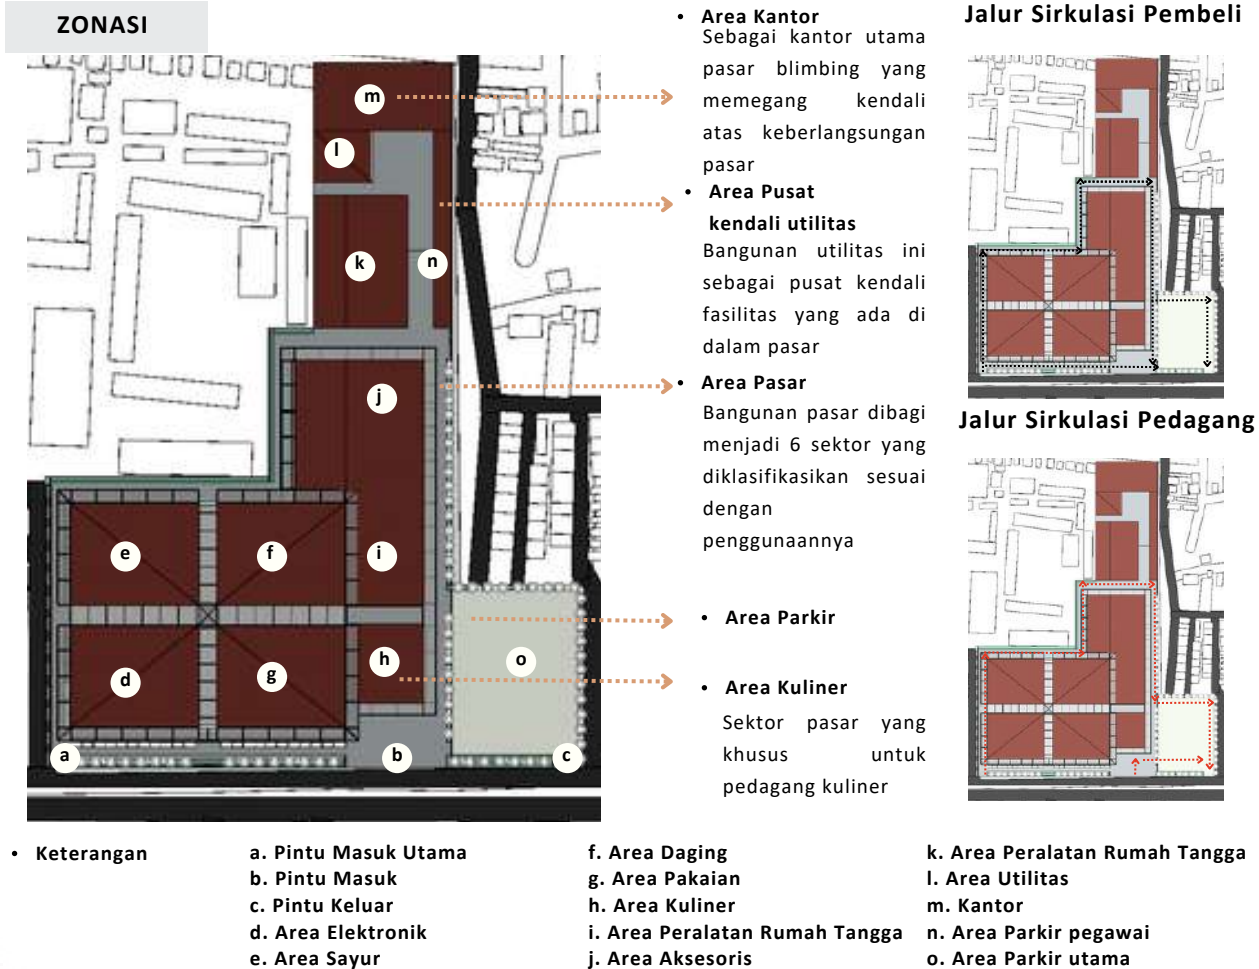 ZONASI
m
l
k
n
j
e
f
i
d
g
h
o
a
b
c
• Area Kantor
Sebagai kantor utama
pasar blimbing yang
memegang kendali
atas keberlangsungan
pasar
• Area Pusat
kendali utilitas
Bangunan utilitas ini
sebagai pusat kendali
fasilitas yang ada di
dalam pasar
• Area Pasar
Bangunan pasar dibagi
menjadi 6 sektor yang
diklasifikasikan sesuai
dengan
penggunaannya
• Area Parkir
• Area Kuliner
Sektor pasar yang
khusus untuk
pedagang kuliner
Jalur Sirkulasi Pembeli
Jalur Sirkulasi Pedagang
• Keterangan
a. Pintu Masuk Utama
b. Pintu Masuk
c. Pintu Keluar
d. Area Elektronik
e. Area Sayur
f. Area Daging
g. Area Pakaian
h. Area Kuliner
i. Area Peralatan Rumah Tangga
j. Area Aksesoris
k. Area Peralatan Rumah Tangga
l. Area Utilitas
m. Kantor
n. Area Parkir pegawai
o. Area Parkir utama